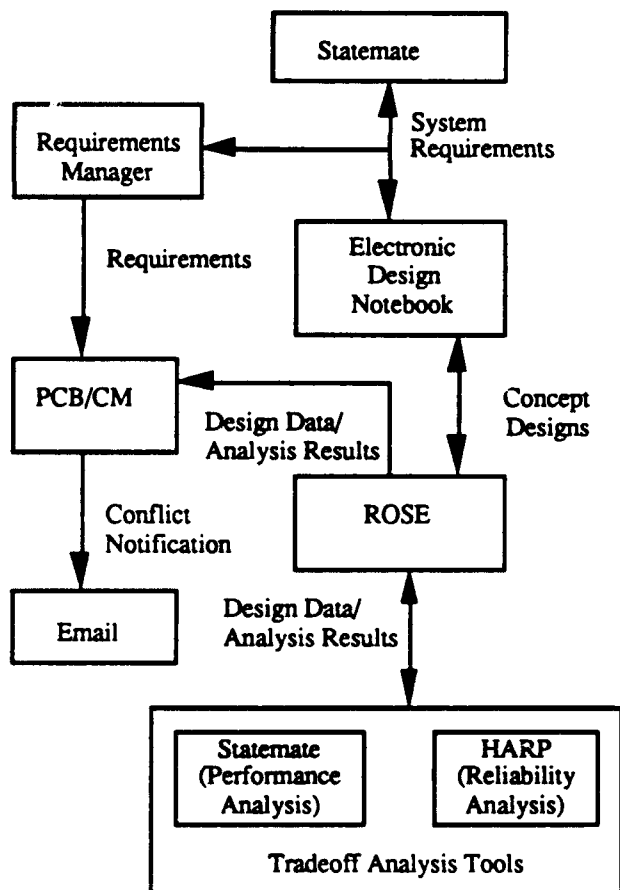 Statemate
System
Requirements
Requirements
Manager
Requirements
Electronic
Design
Notebook
PCB/CM
Design Data/
Analysis Results
Concept
Designs
Conflict
Notification
ROSE
Email
Design Data/
Analysis Results
Statemate
(Performance
Analysis)
HARP
(Reliability
Analysis)
Tradeoff Analysis Tools